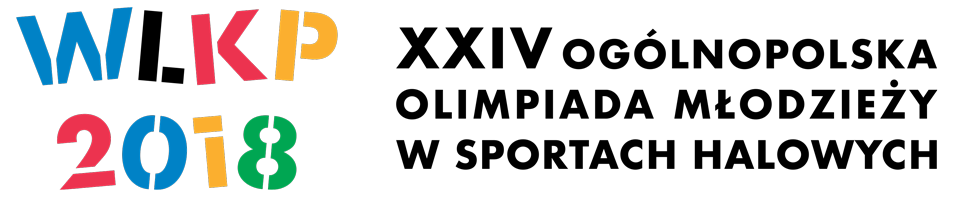 WLKP
2018
XXIV OGÓLNOPOLSKA
OLIMPIADA MŁODZIEŻY
W SPORTACH HALOWYCH